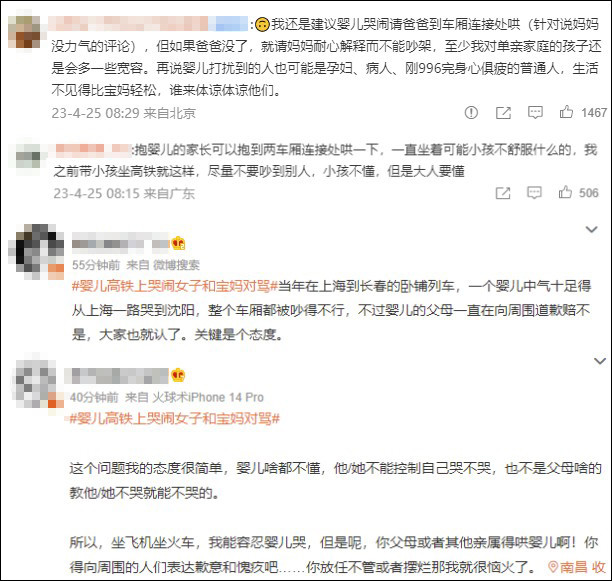 :🙃我还是建议婴儿哭闹请爸爸到车厢连接处哄（针对说妈妈
没力气的评论），但如果爸爸没了，就请妈妈耐心解释而不能吵架，至少我对单亲家庭的孩子还
是会多一些宽容。再说婴儿打扰到的人也可能是孕妇、病人、刚996完身心俱疲的普通人，生活
不见得比宝妈轻松，谁来体谅体谅他们。
23-4-25 08:29 来自北京
1467
:抱婴儿的家长可以抱到两车厢连接处哄一下，一直坐着可能小孩不舒服什么的，我
之前带小孩坐高铁就这样，尽量不要吵到别人，小孩不懂，但是大人要懂
23-4-25 08:15 来自广东
506
55分钟前 来自 微博搜索
#婴儿高铁上哭闹女子和宝妈对骂#当年在上海到长春的卧铺列车，一个婴儿中气十足得
从上海一路哭到沈阳，整个车厢都被吵得不行，不过婴儿的父母一直在向周围道歉赔不
是，大家也就认了。关键是个态度。
40分钟前 来自 火球术iPhone 14 Pro
#婴儿高铁上哭闹女子和宝妈对骂#
这个问题我的态度很简单，婴儿啥都不懂，他/她不能控制自己哭不哭，也不是父母啥的
教他/她不哭就能不哭的。
所以，坐飞机坐火车，我能容忍婴儿哭，但是呢，你父母或者其他亲属得哄婴儿啊！你
得向周围的人们表达歉意和愧疚吧……你放任不管或者摆烂那我就很恼火了。 南昌 收